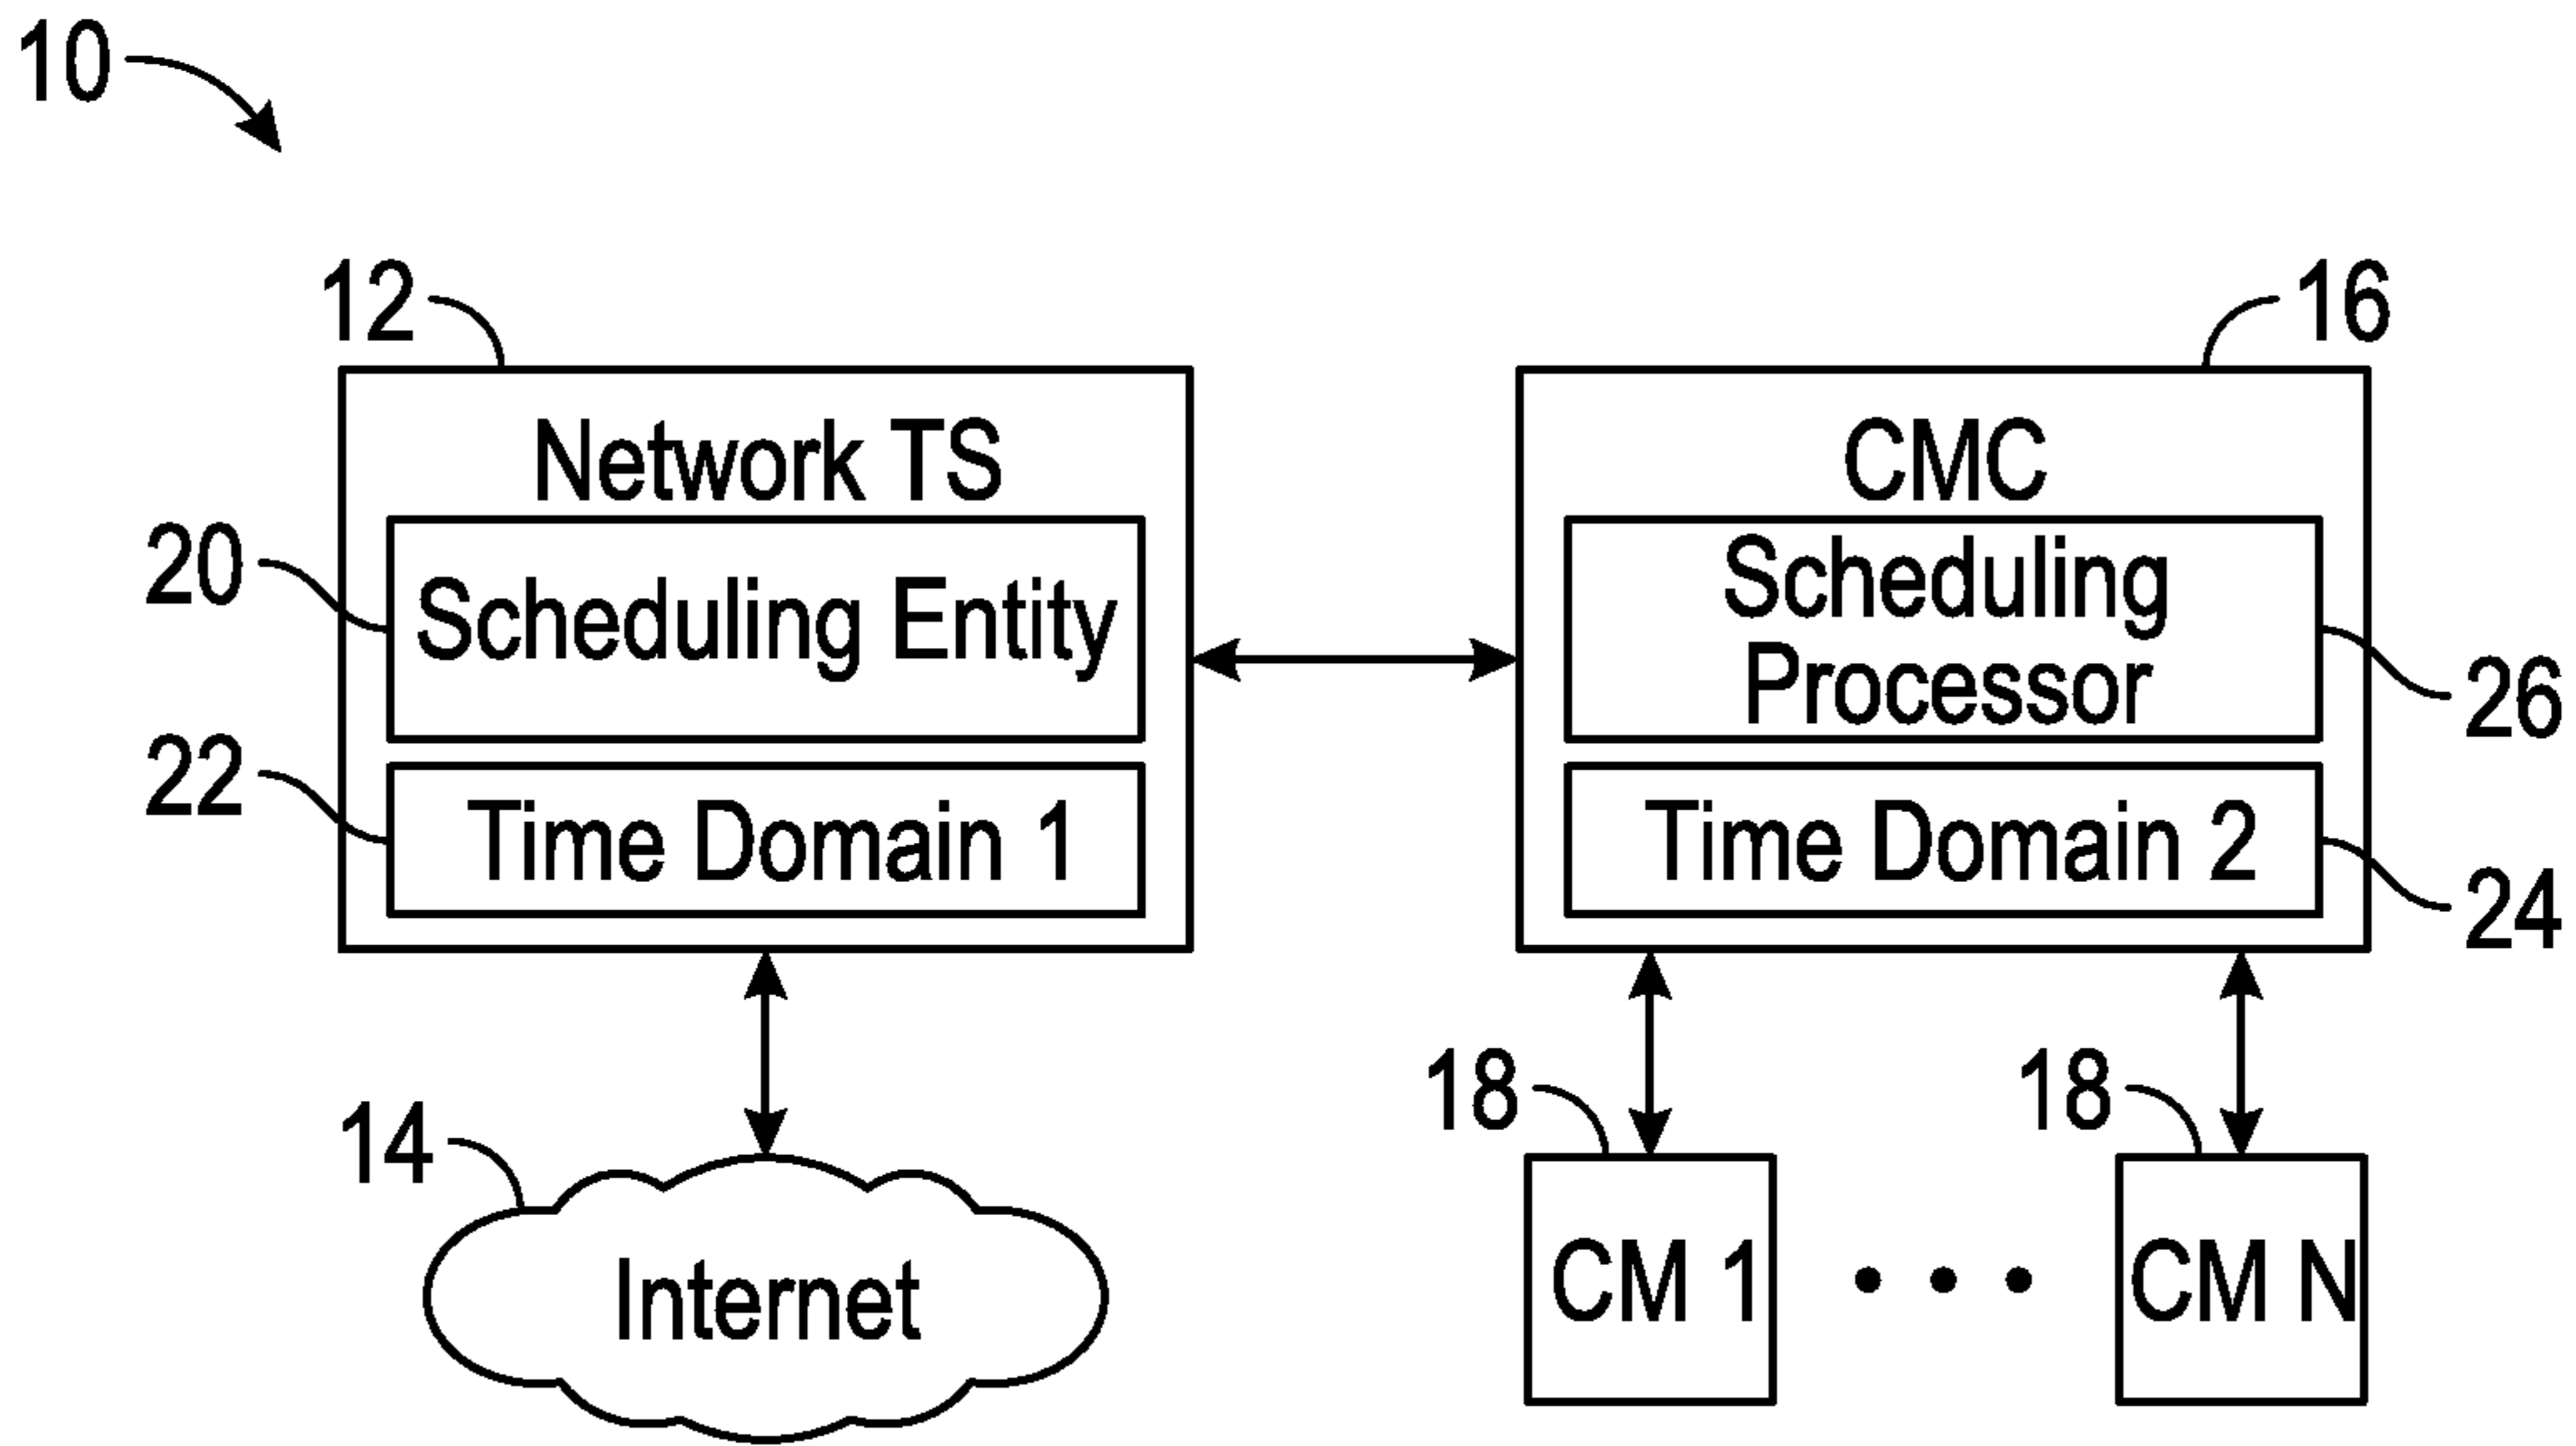 10
12
16
Network TS
CMC
20
Scheduling Entity
Scheduling
Processor
26
22
Time Domain 1
Time Domain 2
24
14
18
18
Internet
CM 1
CM N